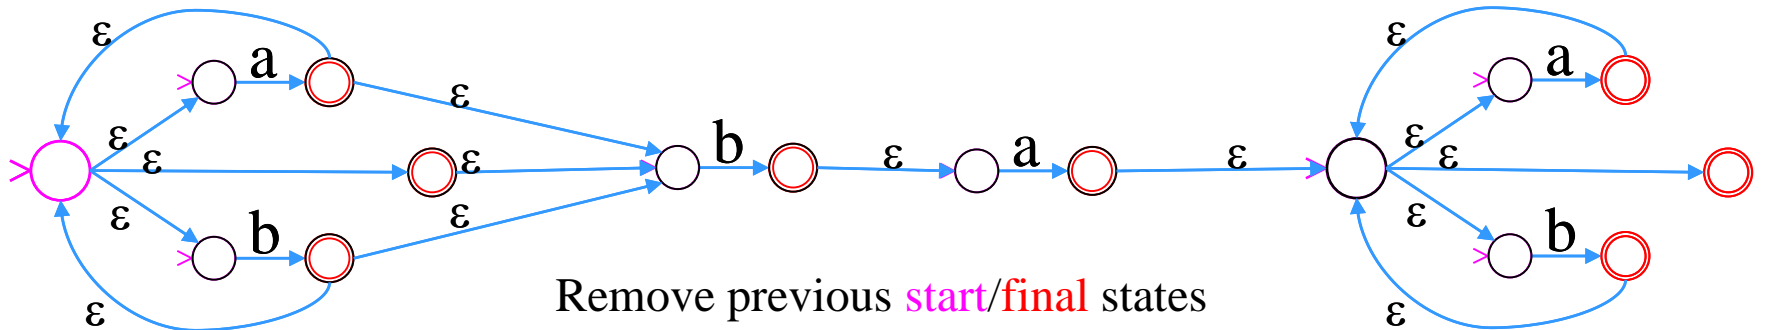 ε a ε ε a
ε ε
ε ε ε b ε a ε ε ε
ε b ε ε b
ε Remove previous start/final states ε